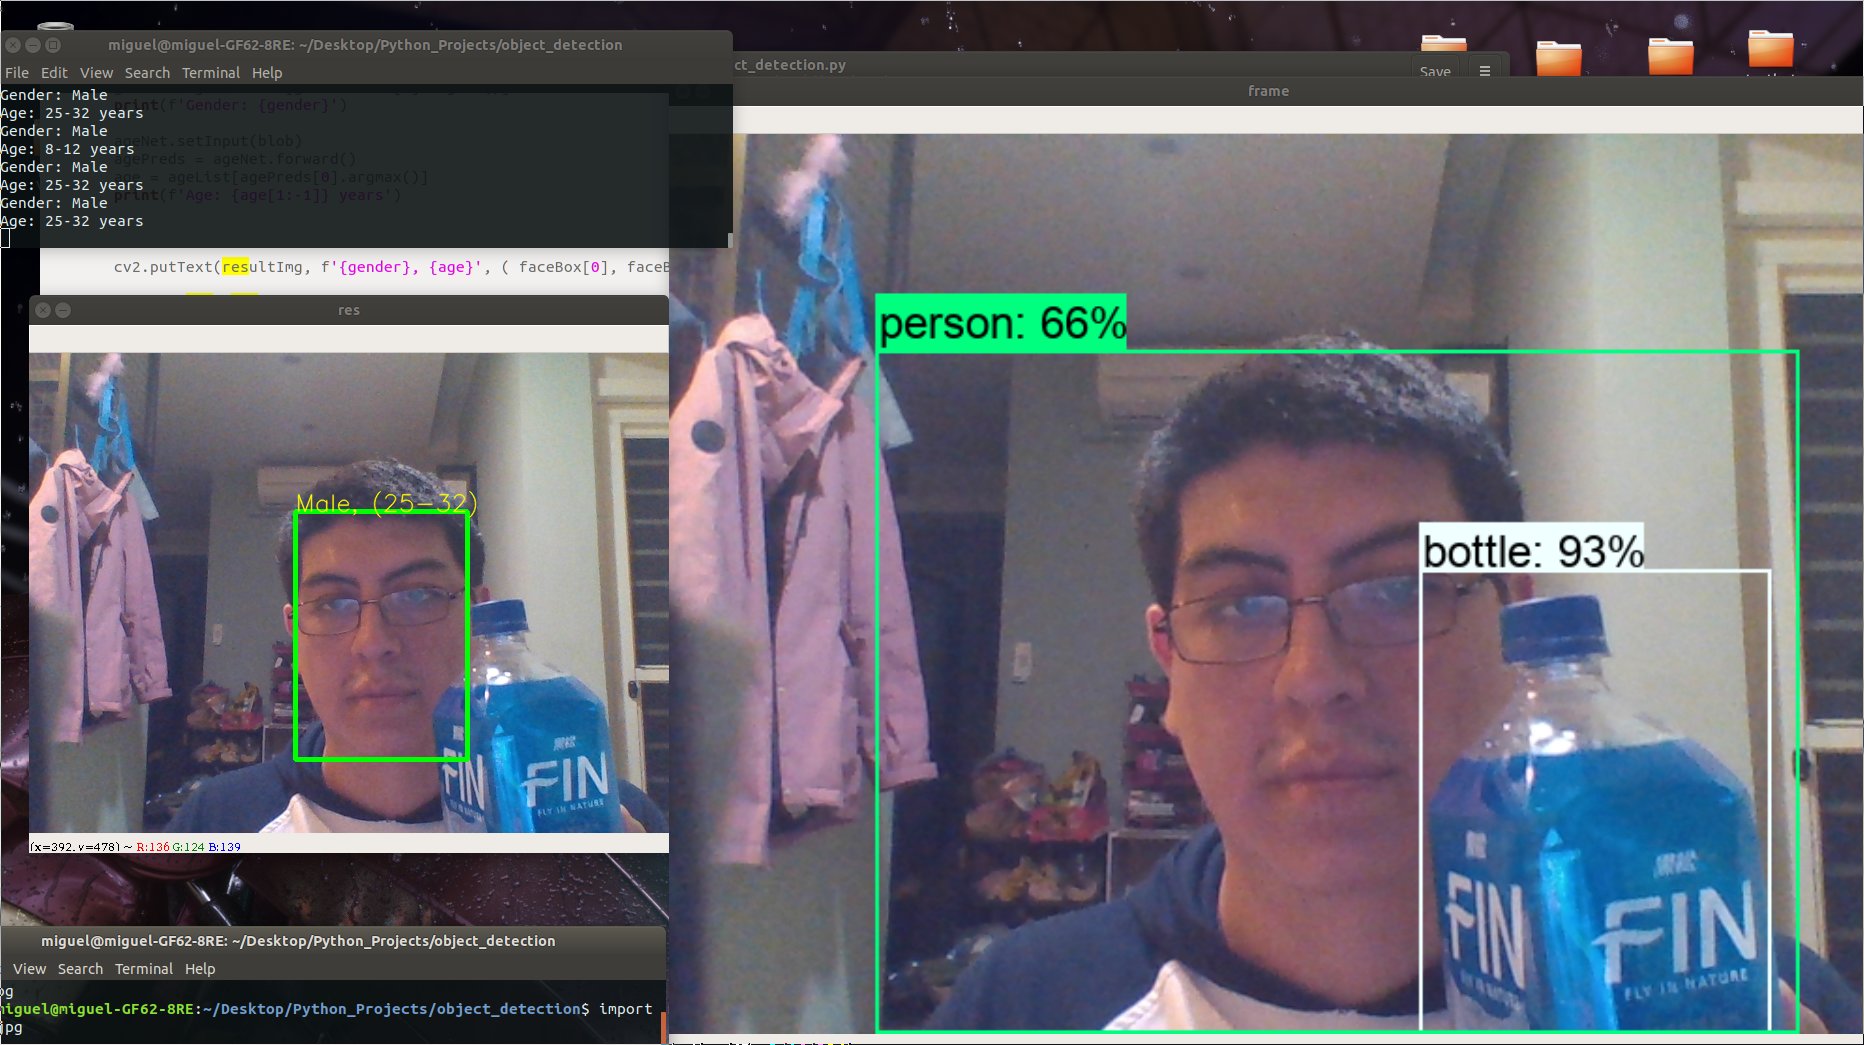 miguel@miguel-GF62-8RE: ~/Desktop/Python_Projects/object_detection
File Edit View Search Terminal Help
Gender: Male
Age: 25-32 years
Gender: Male
Age: 8-12 years
Gender: Male
Age: 25-32 years
Gender: Male
Age: 25-32 years
print(f'Gender: {gender}')
ageNet.setInput(blob)
agePreds = ageNet.forward()
age = ageList[agePreds[0].argmax()]
print(f'Age: {age[1:-1]} years')
cv2.putText(resultImg, f'{gender}, {age}', ( faceBox[0], faceB
ct_detection.py
Save
frame
person: 66%
bottle: 93%
FIN
FIN
FLY IN NATURE
res
Male, (25-32)
FIN
FIN
FLY IN NATURE
(x=392, y=478) ~ R:136 G:124 B:139
miguel@miguel-GF62-8RE: ~/Desktop/Python_Projects/object_detection
View Search Terminal Help
pg
miguel@miguel-GF62-8RE:~/Desktop/Python_Projects/object_detection$ import
jpg